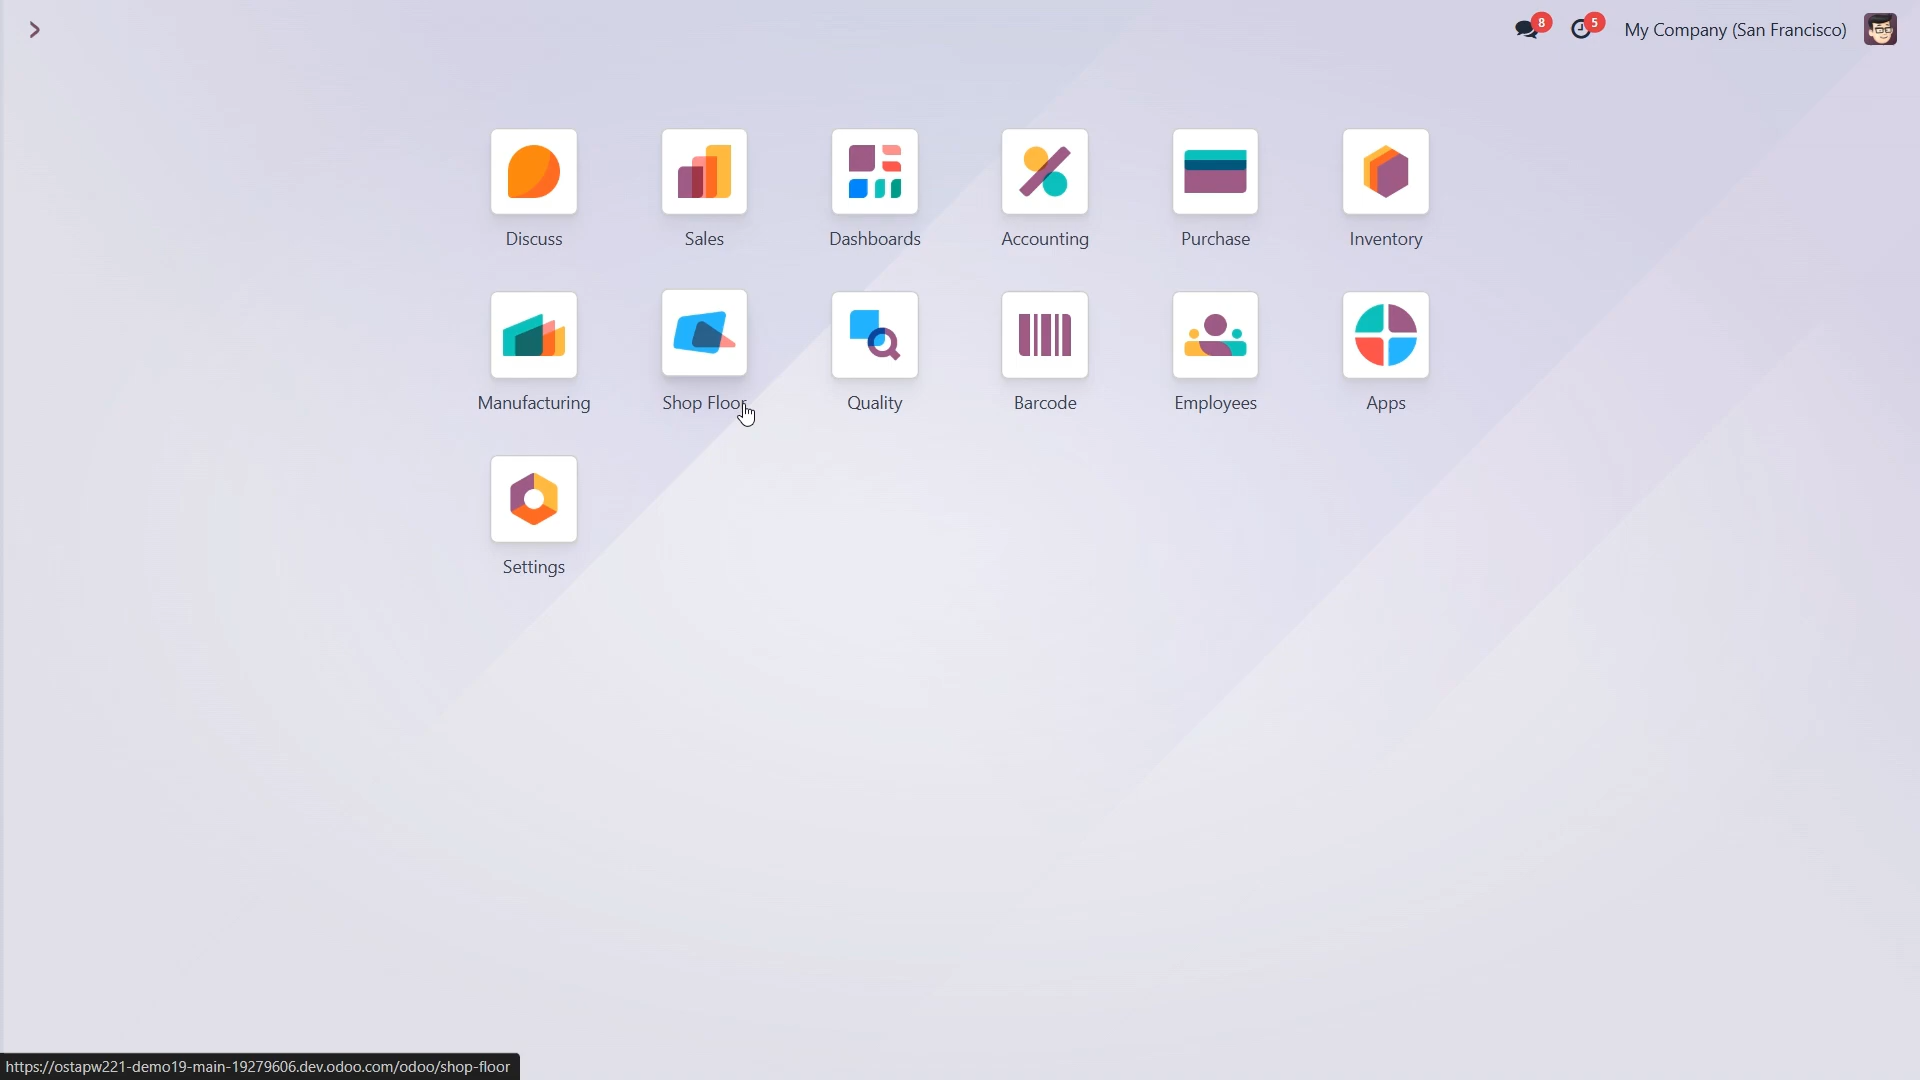 8
5
My Company (San Francisco)
Discuss
Sales
Dashboards
Accounting
Purchase
Inventory
Manufacturing
Shop Floor
Quality
Barcode
Employees
Apps
Settings
https://ostapw221-demo19-main-19279606.dev.odoo.com/odoo/shop-floor